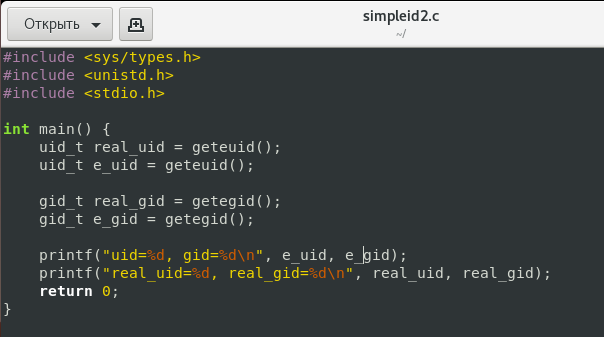 Открыть
simpleid2.c
~/
#include <sys/types.h>
#include <unistd.h>
#include <stdio.h>

int main() {
    uid_t real_uid = geteuid();
    uid_t e_uid = geteuid();

    gid_t real_gid = getegid();
    gid_t e_gid = getegid();

    printf("uid=%d, gid=%d\n", e_uid, e_gid);
    printf("real_uid=%d, real_gid=%d\n", real_uid, real_gid);
    return 0;
}